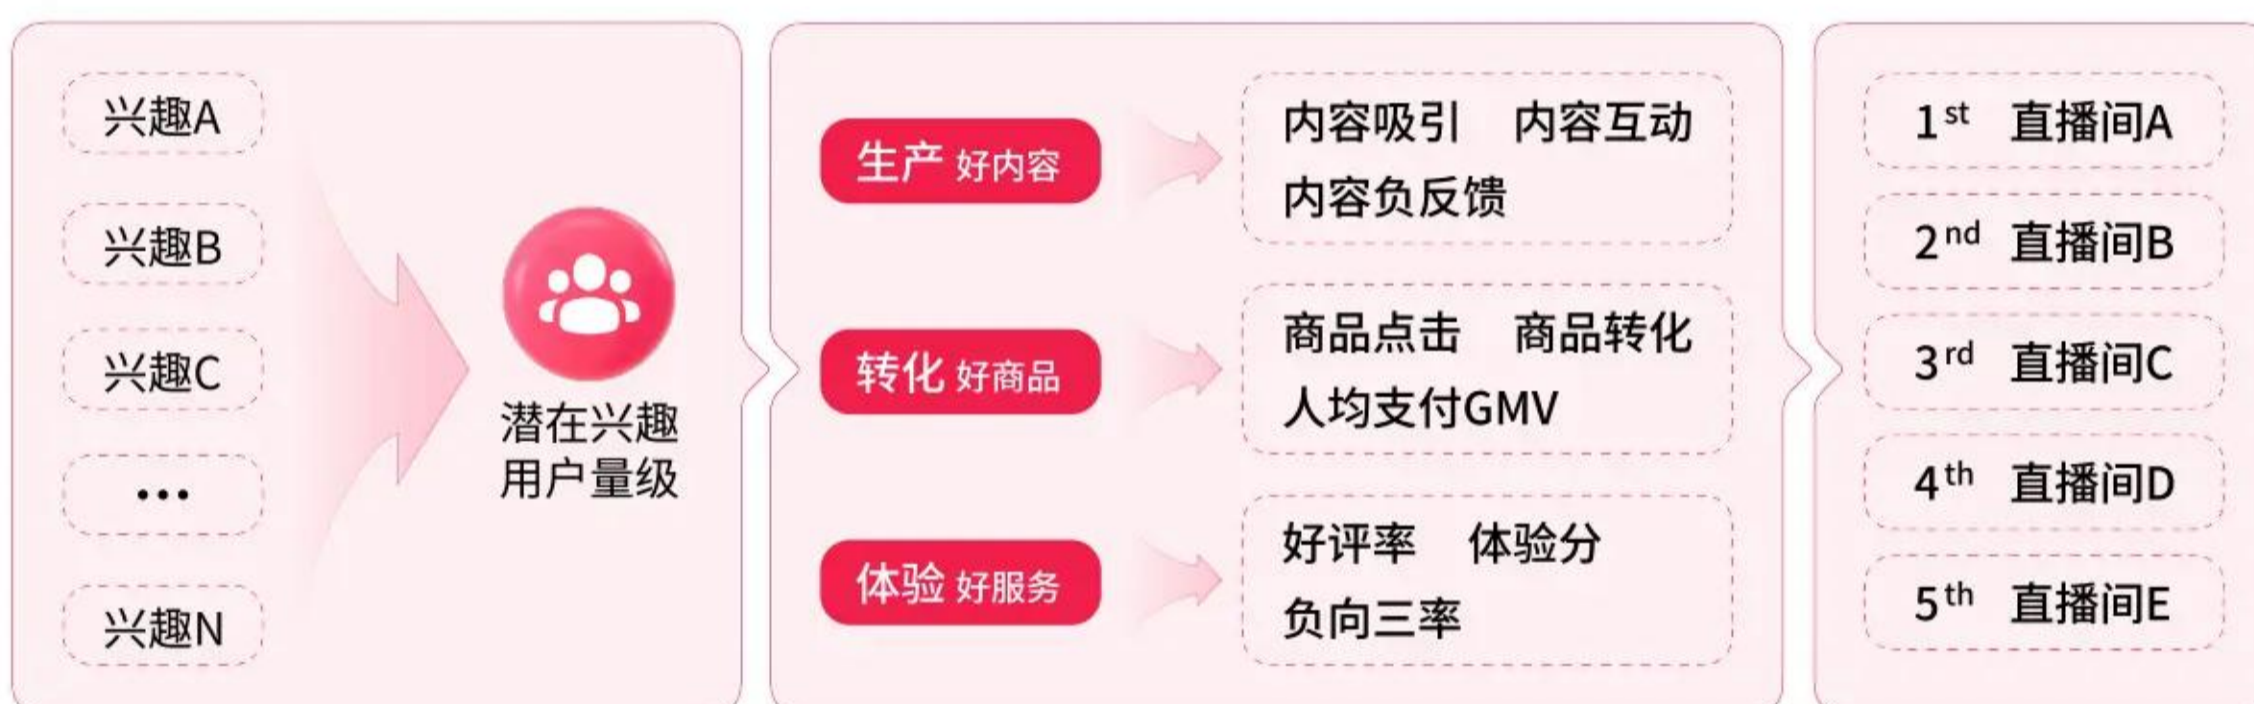 兴趣A
兴趣B
兴趣C
•••
兴趣N
潜在兴趣
用户量级
生产 好内容
内容吸引 内容互动
内容负反馈
转化 好商品
商品点击 商品转化
人均支付GMV
体验 好服务
好评率 体验分
负向三率
1st 直播间A
2nd 直播间B
3rd 直播间C
4th 直播间D
5th 直播间E